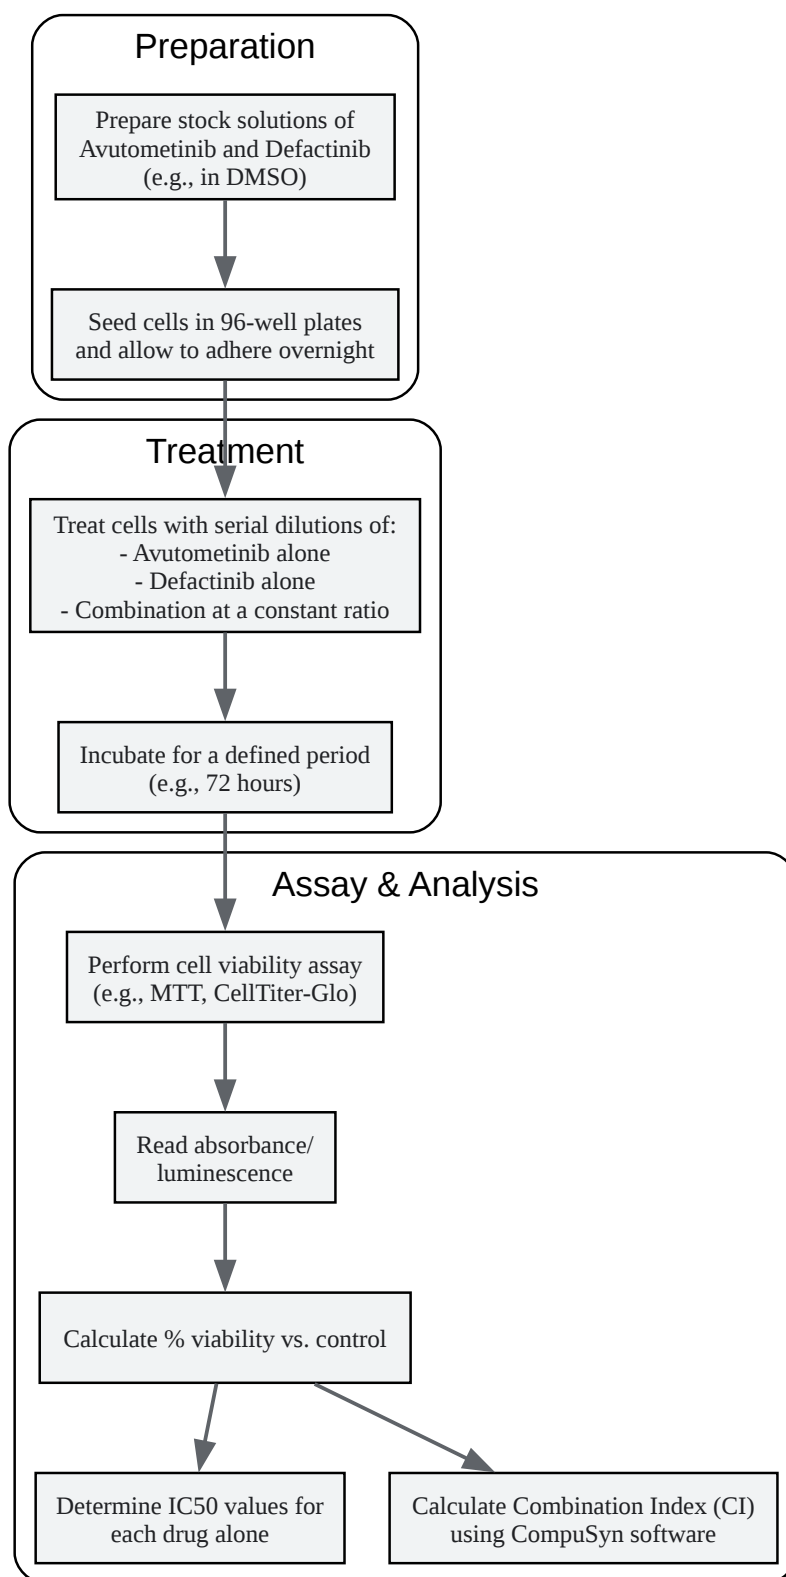 Preparation
Prepare stock solutions of
Avutometinib and Defactinib
(e.g., in DMSO)
Seed cells in 96-well plates
and allow to adhere overnight
Treatment
Treat cells with serial dilutions of:
- Avutometinib alone
- Defactinib alone
- Combination at a constant ratio
Incubate for a defined period
(e.g., 72 hours)
Assay & Analysis
Perform cell viability assay
(e.g., MTT, CellTiter-Glo)
Read absorbance/
luminescence
Calculate % viability vs. control
Determine IC50 values for
each drug alone
Calculate Combination Index (CI)
using CompuSyn software